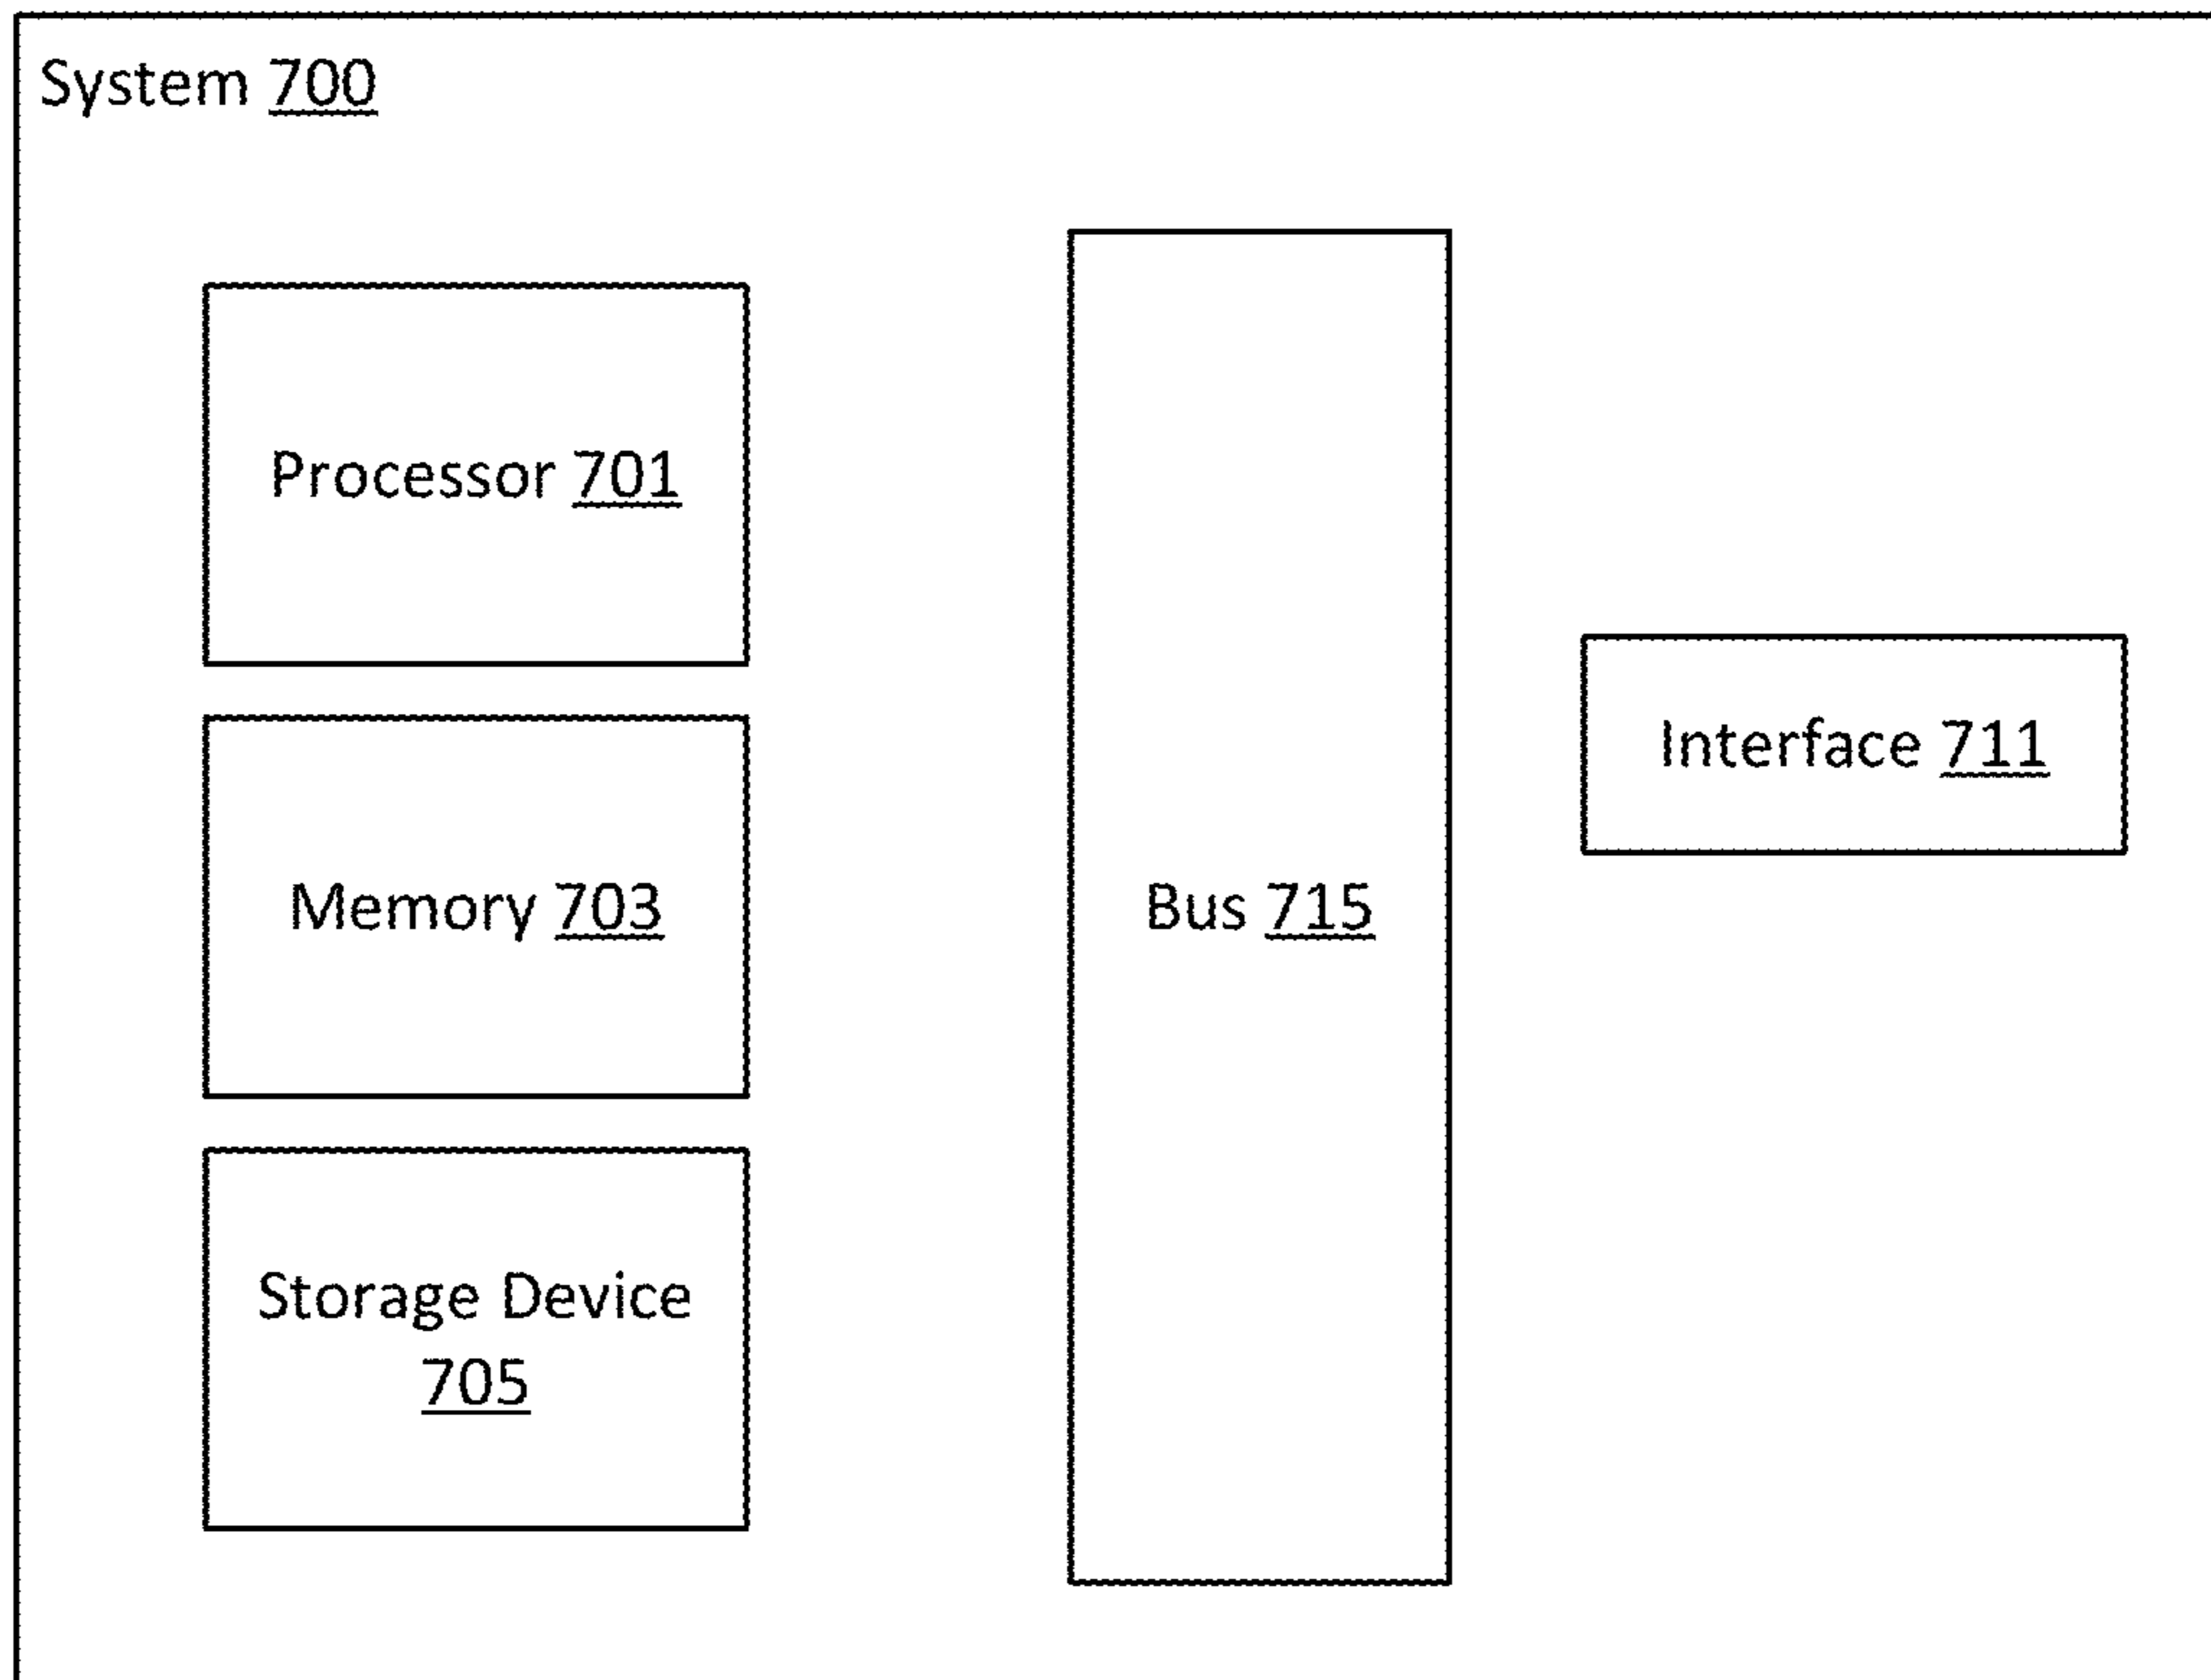 System 700
Processor 701
Memory 703
Storage Device
705
Bus 715
Interface 711